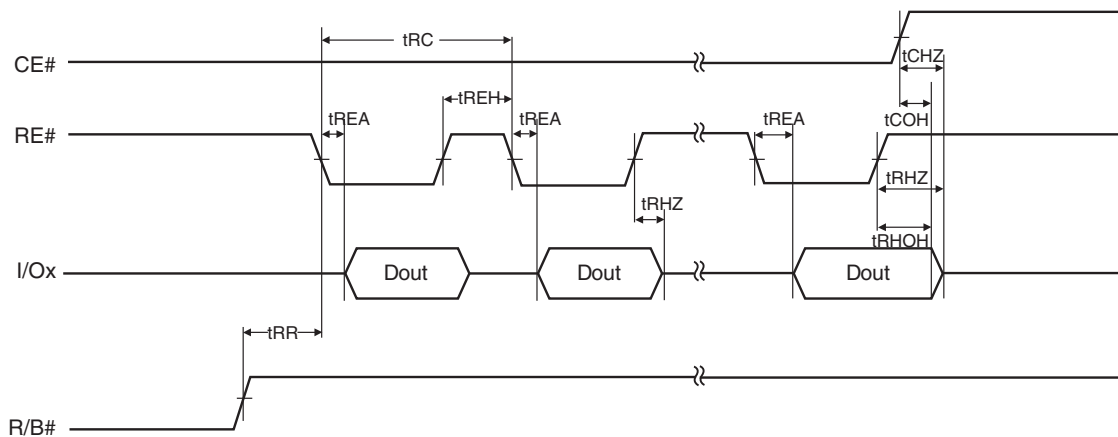 tRC
CE#
tCHZ
tREH
tCOH
tREA
tREA
tREA
RE#
tRHZ
tRHZ
tRHOH
I/Ox
Dout
Dout
Dout
tRR
R/B#